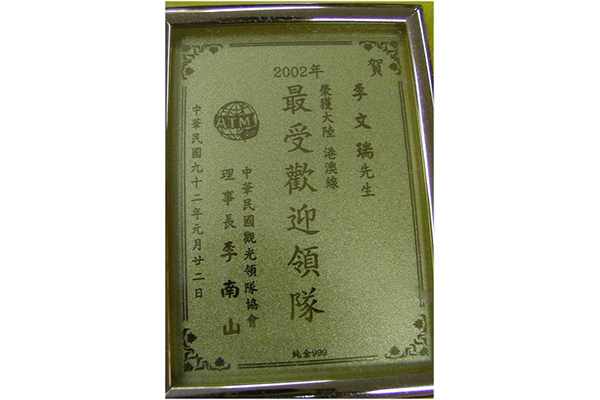 賀
季文瑞先生
2002年
榮獲大陸 港澳線
最受歡迎領隊
ATM
中華民國觀光領隊協會
理事長 李南山
中華民國九十二年元月廿二日
純金999